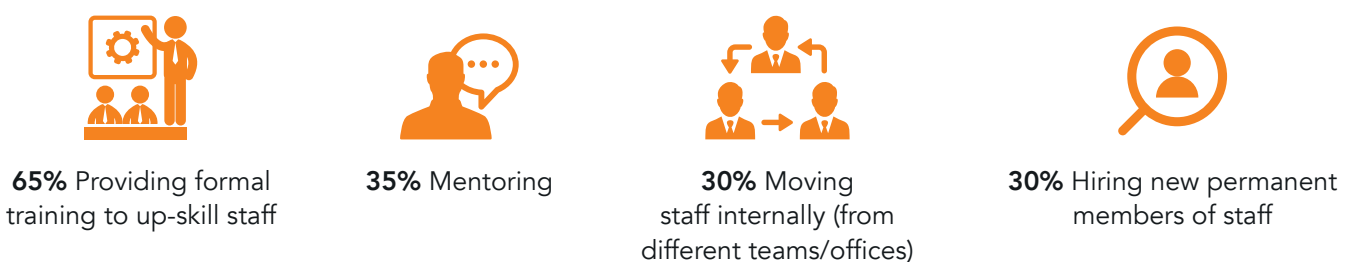 65% Providing formal
training to up-skill staff
35% Mentoring
30% Moving
staff internally (from
different teams/offices)
30% Hiring new permanent
members of staff